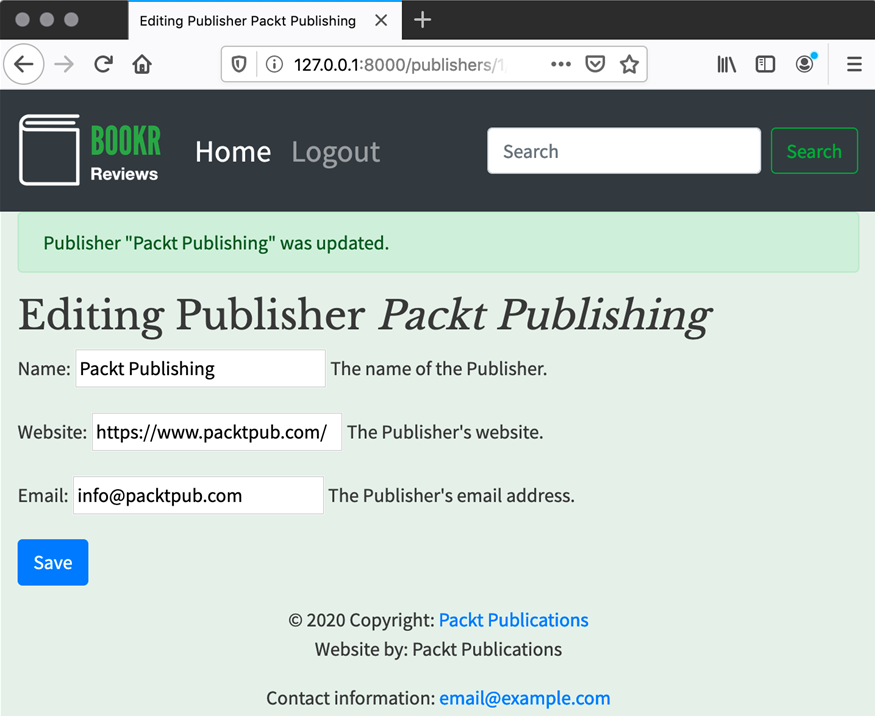 Editing Publisher Packt Publishing
127.0.0.1:8000/publishers/1
BOOKR
Reviews
Home Logout
Search
Search
Publisher "Packt Publishing" was updated.
Editing Publisher Packt Publishing
Name: Packt Publishing The name of the Publisher.
Website: https://www.packtpub.com/ The Publisher's website.
Email: info@packtpub.com The Publisher's email address.
Save
© 2020 Copyright: Packt Publications
Website by: Packt Publications
Contact information: email@example.com